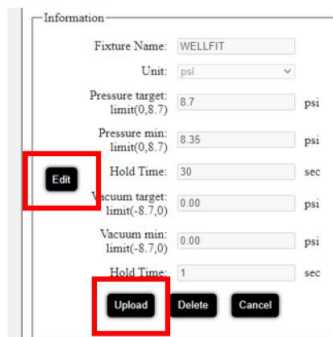 Information
Fixture Name: WELLFIT
Unit: psi
Pressure target:
limit(0,8.7) 8.7 psi
Pressure min:
limit(0,8.7) 8.35 psi
Edit
Hold Time: 30 sec
Vacuum target:
limit(-8.7,0) 0.00 psi
Vacuum min:
limit(-8.7,0) 0.00 psi
Hold Time: 1 sec
Upload Delete Cancel